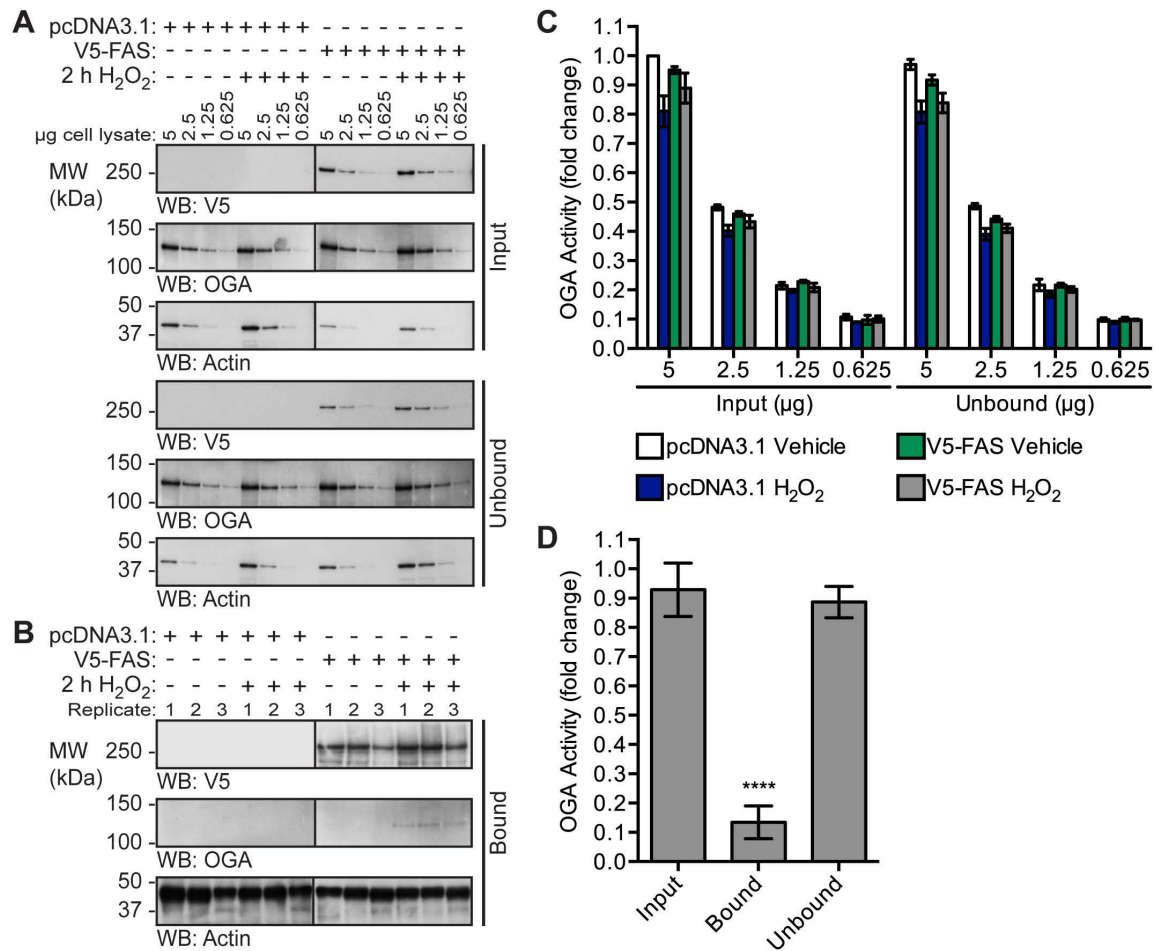 A
pcDNA3.1: + + + + + + + + - - - - - - - -
V5-FAS: - - - - - - - - + + + + + + + +
2 h H₂O₂: - - - - + + + + - - - - + + + +
µg cell lysate: 5 2.5 1.25 0.625 5 2.5 1.25 0.625 5 2.5 1.25 0.625 5 2.5 1.25 0.625
MW (kDa)
250 -
WB: V5
150 -
100 -
WB: OGA
50 -
37 -
WB: Actin
Input
250 -
WB: V5
150 -
100 -
WB: OGA
50 -
37 -
WB: Actin
Unbound
B
pcDNA3.1: + + + + + + - - - - - -
V5-FAS: - - - - - - + + + + + +
2 h H₂O₂: - - - + + + - - - + + +
Replicate: 1 2 3 1 2 3 1 2 3 1 2 3
MW (kDa)
250 -
WB: V5
150 -
100 -
WB: OGA
50 -
37 -
WB: Actin
Bound
C
OGA Activity (fold change)
1.1
1.0
0.9
0.8
0.7
0.6
0.5
0.4
0.3
0.2
0.1
0.0
5 2.5 1.25 0.625 5 2.5 1.25 0.625
Input (µg) Unbound (µg)
pcDNA3.1 Vehicle V5-FAS Vehicle
pcDNA3.1 H₂O₂ V5-FAS H₂O₂
D
OGA Activity (fold change)
1.1
1.0
0.9
0.8
0.7
0.6
0.5
0.4
0.3
0.2
0.1
0.0
****
Input Bound Unbound